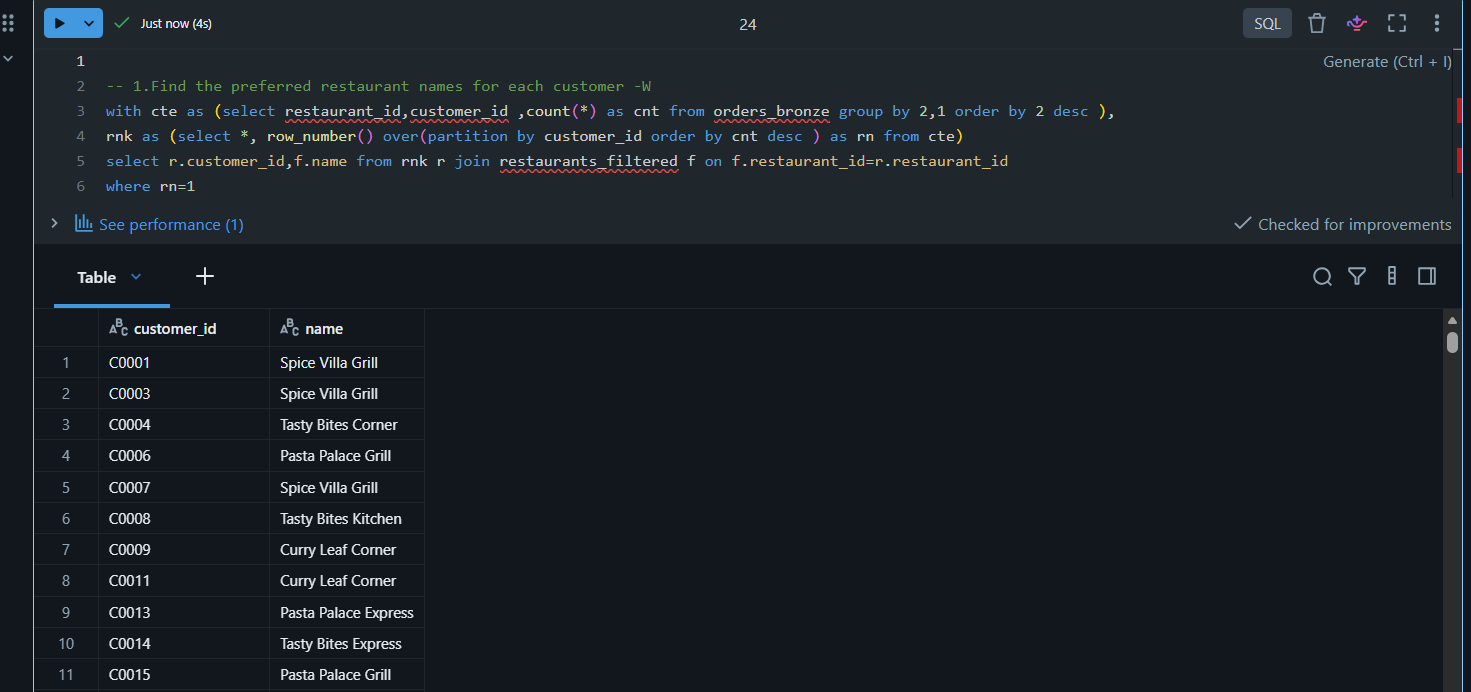 Just now (4s)
24
SQL
Generate (Ctrl + I)
1
2 -- 1.Find the preferred restaurant names for each customer -W
3 with cte as (select restaurant_id,customer_id ,count(*) as cnt from orders_bronze group by 2,1 order by 2 desc ),
4 rnk as (select *, row_number() over(partition by customer_id order by cnt desc ) as rn from cte)
5 select r.customer_id,f.name from rnk r join restaurants_filtered f on f.restaurant_id=r.restaurant_id
6 where rn=1
See performance (1)
Checked for improvements
Table
ABC customer_id ABC name
1 C0001 Spice Villa Grill
2 C0003 Spice Villa Grill
3 C0004 Tasty Bites Corner
4 C0006 Pasta Palace Grill
5 C0007 Spice Villa Grill
6 C0008 Tasty Bites Kitchen
7 C0009 Curry Leaf Corner
8 C0011 Curry Leaf Corner
9 C0013 Pasta Palace Express
10 C0014 Tasty Bites Express
11 C0015 Pasta Palace Grill